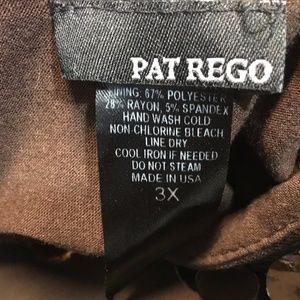 PAT REGO
67% POLYESTER
28% RAYON, 5% SPANDEX
HAND WASH COLD
NON-CHLORINE BLEACH
LINE DRY
COOL IRON IF NEEDED
DO NOT STEAM
MADE IN USA
3X